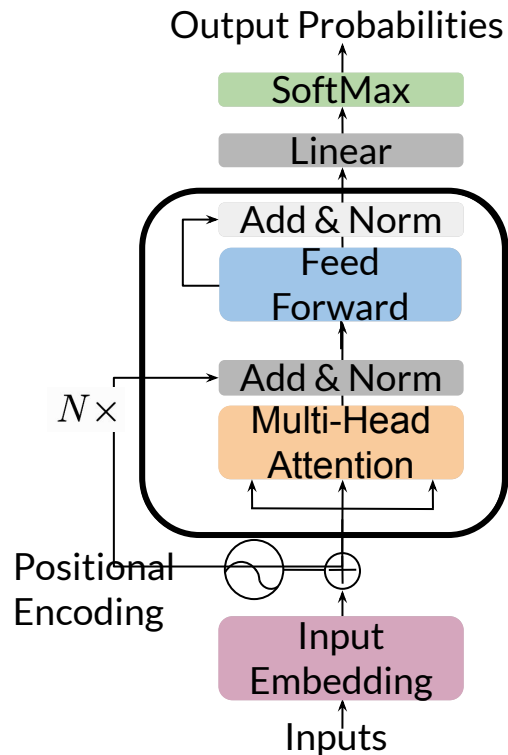 Output Probabilities
SoftMax
Linear
Add & Norm
Feed
Forward
Add & Norm
N×
Multi-Head
Attention
Positional
Encoding
Input
Embedding
Inputs